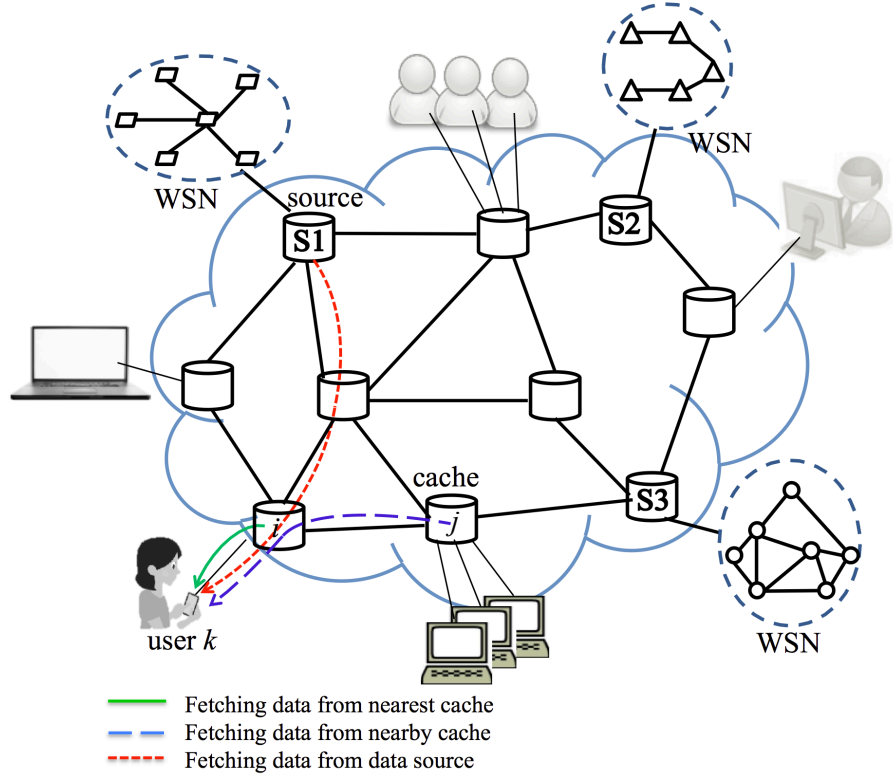 WSN
WSN
source
S1
S2
cache
S3
i
j
user k
WSN
Fetching data from nearest cache
Fetching data from nearby cache
Fetching data from data source